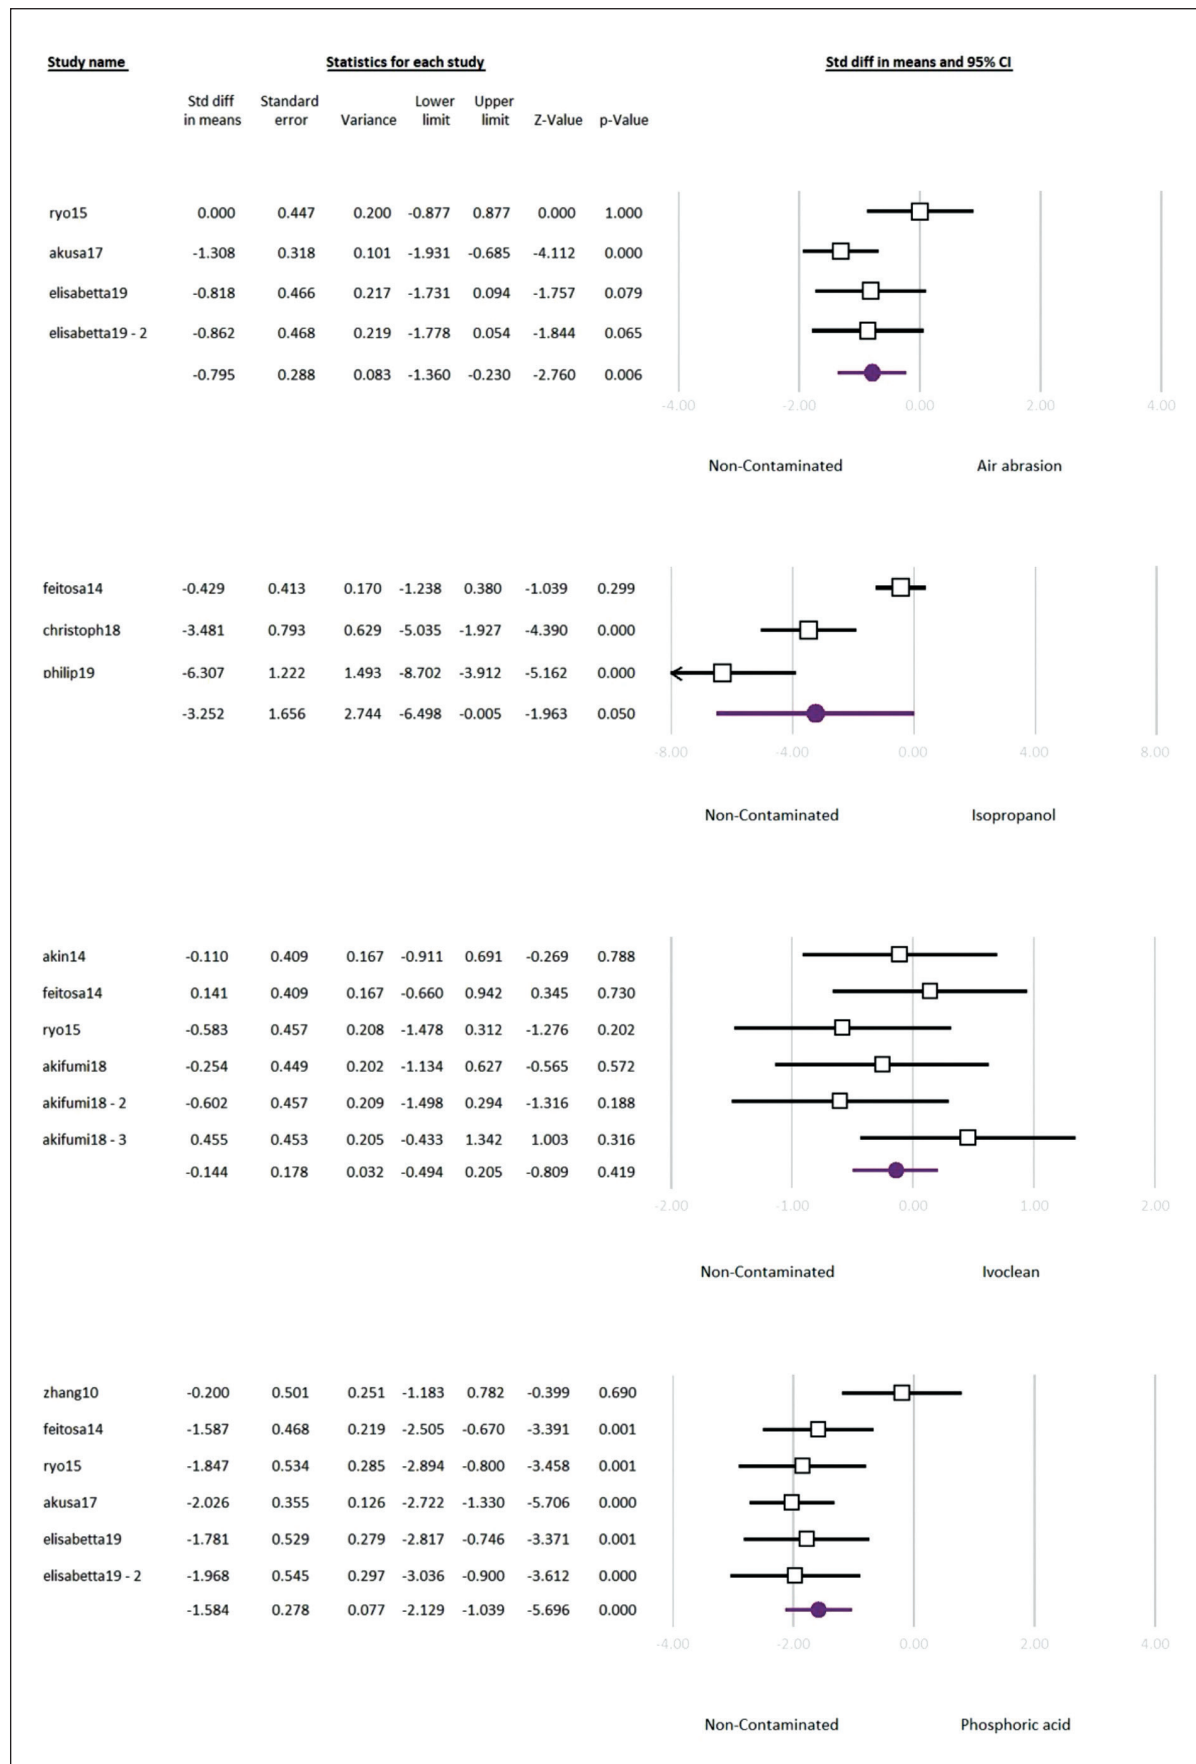 Study name Statistics for each study Std diff in means and 95% CI
Std diff in means Standard error Variance Lower limit Upper limit Z-Value p-Value
ryo15 0.000 0.447 0.200 -0.877 0.877 0.000 1.000
akusa17 -1.308 0.318 0.101 -1.931 -0.685 -4.112 0.000
elisabetta19 -0.818 0.466 0.217 -1.731 0.094 -1.757 0.079
elisabetta19 - 2 -0.862 0.468 0.219 -1.778 0.054 -1.844 0.065
-0.795 0.288 0.083 -1.360 -0.230 -2.760 0.006
-4.00 -2.00 0.00 2.00 4.00
Non-Contaminated Air abrasion
feitosa14 -0.429 0.413 0.170 -1.238 0.380 -1.039 0.299
christoph18 -3.481 0.793 0.629 -5.035 -1.927 -4.390 0.000
philip19 -6.307 1.222 1.493 -8.702 -3.912 -5.162 0.000
-3.252 1.656 2.744 -6.498 -0.005 -1.963 0.050
-8.00 -4.00 0.00 4.00 8.00
Non-Contaminated Isopropanol
akin14 -0.110 0.409 0.167 -0.911 0.691 -0.269 0.788
feitosa14 0.141 0.409 0.167 -0.660 0.942 0.345 0.730
ryo15 -0.583 0.457 0.208 -1.478 0.312 -1.276 0.202
akifumi18 -0.254 0.449 0.202 -1.134 0.627 -0.565 0.572
akifumi18 - 2 -0.602 0.457 0.209 -1.498 0.294 -1.316 0.188
akifumi18 - 3 0.455 0.453 0.205 -0.433 1.342 1.003 0.316
-0.144 0.178 0.032 -0.494 0.205 -0.809 0.419
-2.00 -1.00 0.00 1.00 2.00
Non-Contaminated Ivoclean
zhang10 -0.200 0.501 0.251 -1.183 0.782 -0.399 0.690
feitosa14 -1.587 0.468 0.219 -2.505 -0.670 -3.391 0.001
ryo15 -1.847 0.534 0.285 -2.894 -0.800 -3.458 0.001
akusa17 -2.026 0.355 0.126 -2.722 -1.330 -5.706 0.000
elisabetta19 -1.781 0.529 0.279 -2.817 -0.746 -3.371 0.001
elisabetta19 - 2 -1.968 0.545 0.297 -3.036 -0.900 -3.612 0.000
-1.584 0.278 0.077 -2.129 -1.039 -5.696 0.000
-4.00 -2.00 0.00 2.00 4.00
Non-Contaminated Phosphoric acid